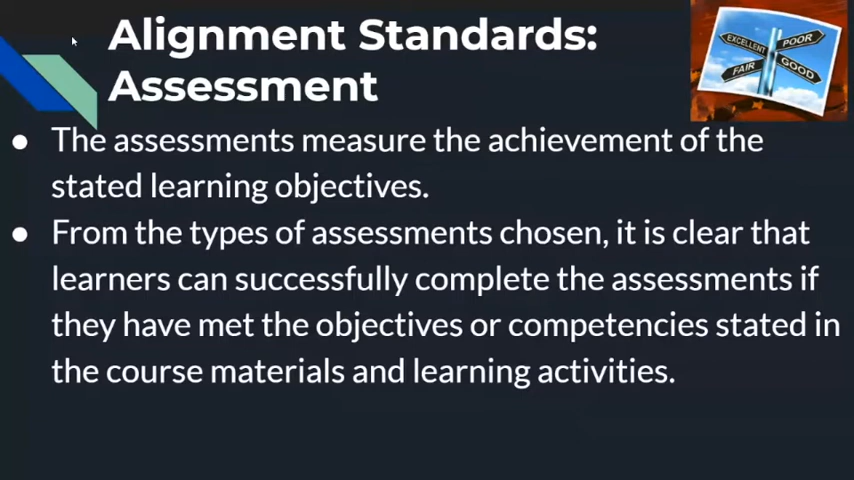 Alignment Standards:
Assessment
EXCELLENT
POOR
FAIR
GOOD
● The assessments measure the achievement of the
stated learning objectives.
● From the types of assessments chosen, it is clear that
learners can successfully complete the assessments if
they have met the objectives or competencies stated in
the course materials and learning activities.